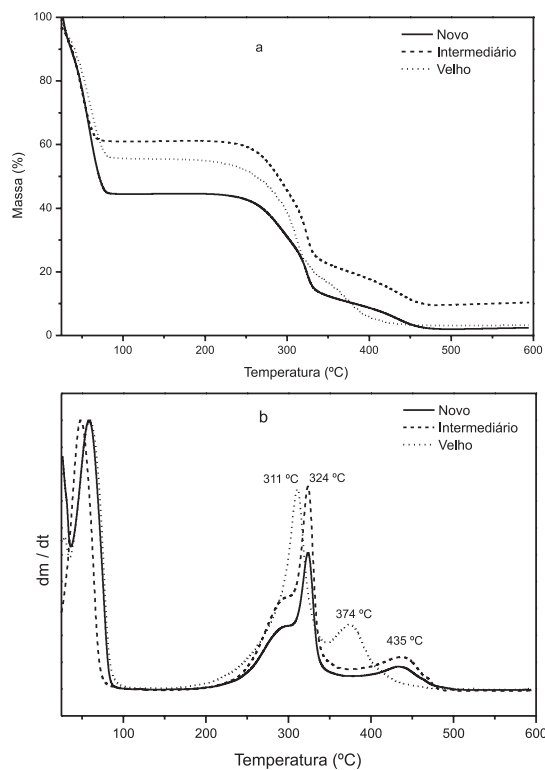 a
Novo
Intermediário
Velho
100
80
60
40
20
0
Massa (%)
100
200
300
400
500
600
Temperatura (ºC)
b
Novo
Intermediário
Velho
311 ºC
324 ºC
374 ºC
435 ºC
dm / dt
100
200
300
400
500
600
Temperatura (ºC)